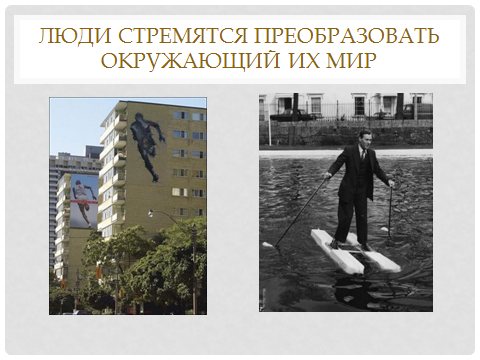 ЛЮДИ СТРЕМЯТСЯ ПРЕОБРАЗОВАТЬ
ОКРУЖАЮЩИЙ ИХ МИР